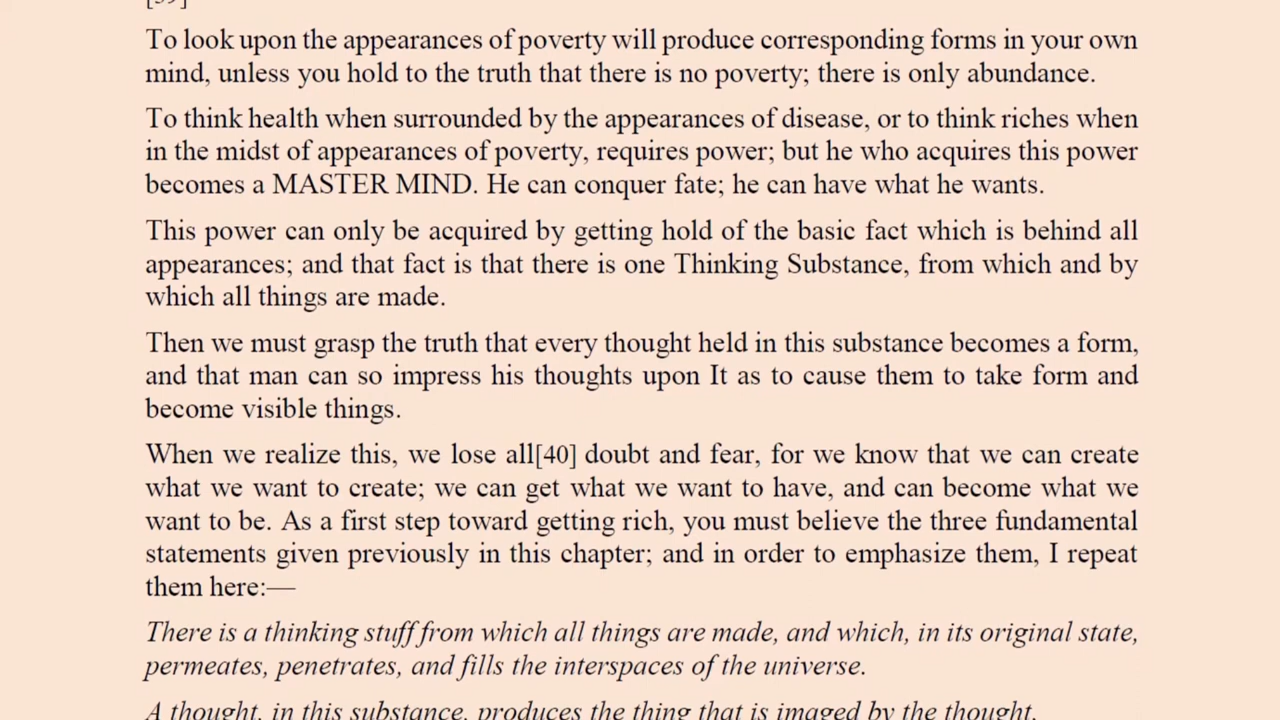 [39]
To look upon the appearances of poverty will produce corresponding forms in your own
mind, unless you hold to the truth that there is no poverty; there is only abundance.
To think health when surrounded by the appearances of disease, or to think riches when
in the midst of appearances of poverty, requires power; but he who acquires this power
becomes a MASTER MIND. He can conquer fate; he can have what he wants.
This power can only be acquired by getting hold of the basic fact which is behind all
appearances; and that fact is that there is one Thinking Substance, from which and by
which all things are made.
Then we must grasp the truth that every thought held in this substance becomes a form,
and that man can so impress his thoughts upon It as to cause them to take form and
become visible things.
When we realize this, we lose all[40] doubt and fear, for we know that we can create
what we want to create; we can get what we want to have, and can become what we
want to be. As a first step toward getting rich, you must believe the three fundamental
statements given previously in this chapter; and in order to emphasize them, I repeat
them here:—
There is a thinking stuff from which all things are made, and which, in its original state,
permeates, penetrates, and fills the interspaces of the universe.
A thought, in this substance, produces the thing that is imaged by the thought.